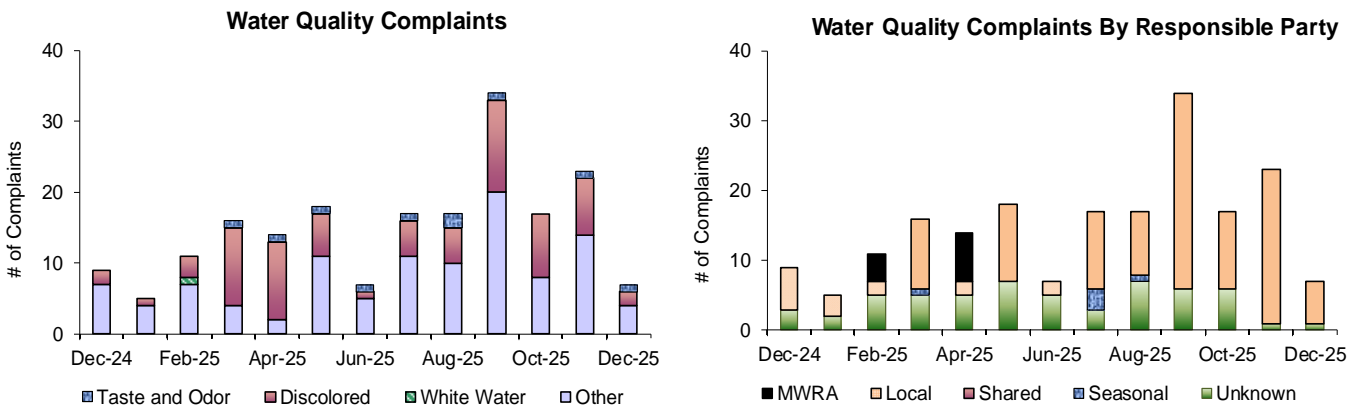 Water Quality Complaints
# of Complaints
40
30
20
10
0
Dec-24 Feb-25 Apr-25 Jun-25 Aug-25 Oct-25 Dec-25
Taste and Odor Discolored White Water Other
Water Quality Complaints By Responsible Party
# of Complaints
40
30
20
10
0
Dec-24 Feb-25 Apr-25 Jun-25 Aug-25 Oct-25 Dec-25
MWRA Local Shared Seasonal Unknown